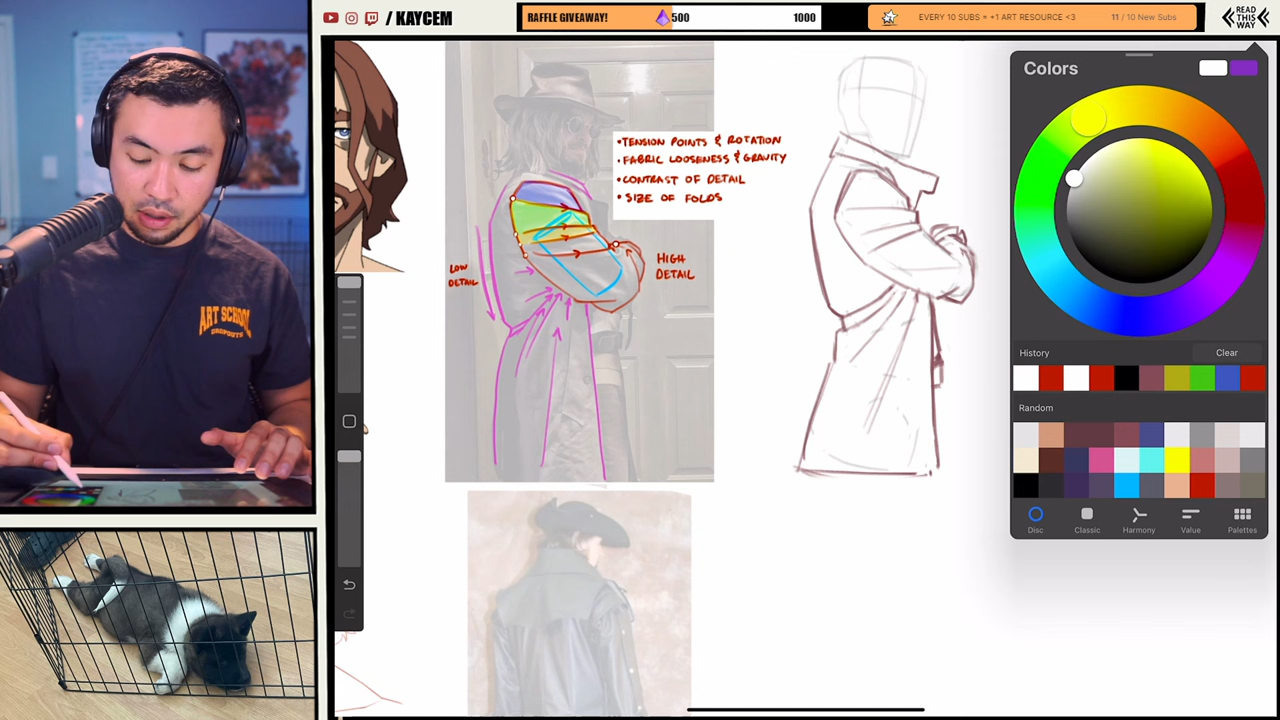 / KAYCEM
RAFFLE GIVEAWAY!
500
1000
EVERY 10 SUBS = +1 ART RESOURCE <3
11 / 10 New Subs
READ
THIS
WAY
Colors
•TENSION POINTS & ROTATION
•FABRIC LOOSENESS & GRAVITY
•CONTRAST OF DETAIL
•SIZE OF FOLDS
LOW
DETAIL
HIGH
DETAIL
ART SCHOOL
DROPOUTS
History
Clear
Random
Disc
Classic
Harmony
Value
Palettes